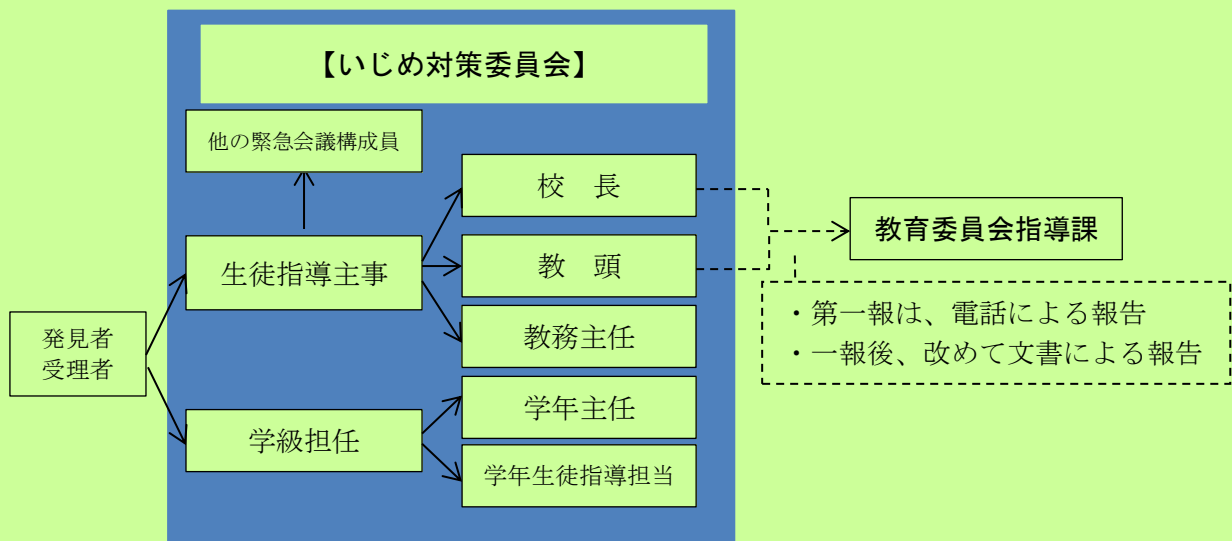 【いじめ対策委員会】
他の緊急会議構成員
校　長
教育委員会指導課
生徒指導主事
教　頭
・第一報は、電話による報告
・一報後、改めて文書による報告
発見者
受理者
教務主任
学年主任
学級担任
学年生徒指導担当